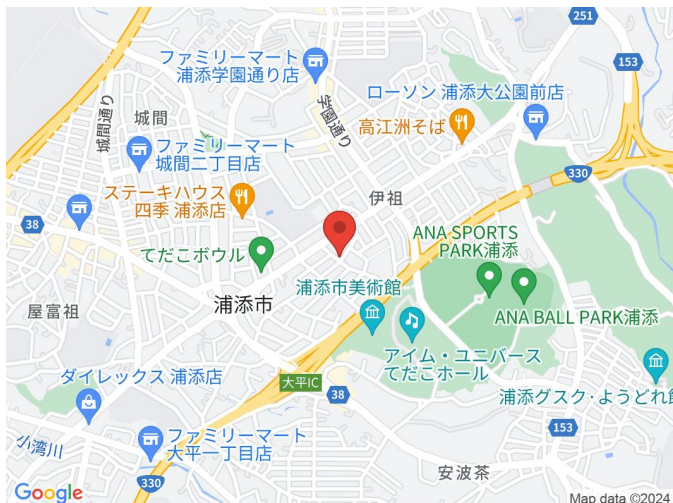 251
153
ファミリーマート
浦添学園通り店
ローソン 浦添大公園前店
城間通り
城間
学園通り
高江洲そば
ファミリーマート
城間二丁目店
330
伊祖
ステーキハウス
四季 浦添店
38
てだこボウル
ANA SPORTS
PARK浦添
浦添市美術館
浦添市
屋富祖
ANA BALL PARK浦添
アイム・ユニバース
てだこホール
ダイレックス 浦添店
大平IC
38
浦添グスク・ようどれ館
153
小湾川
ファミリーマート
大平一丁目店
安波茶
330
Google
Map data ©2024